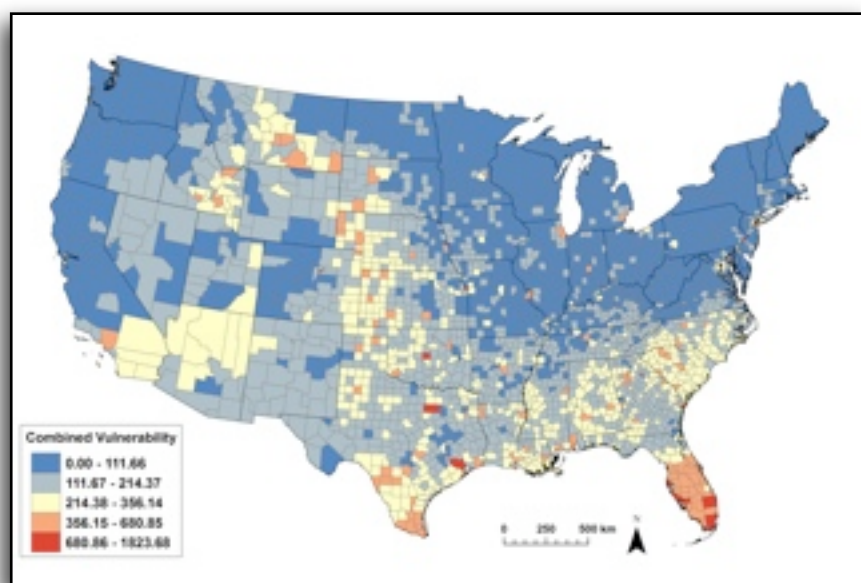 Combined Vulnerability
0.00 - 111.66
111.67 - 214.37
214.38 - 356.14
356.15 - 680.85
680.86 - 1823.68
0 250 500 km
N